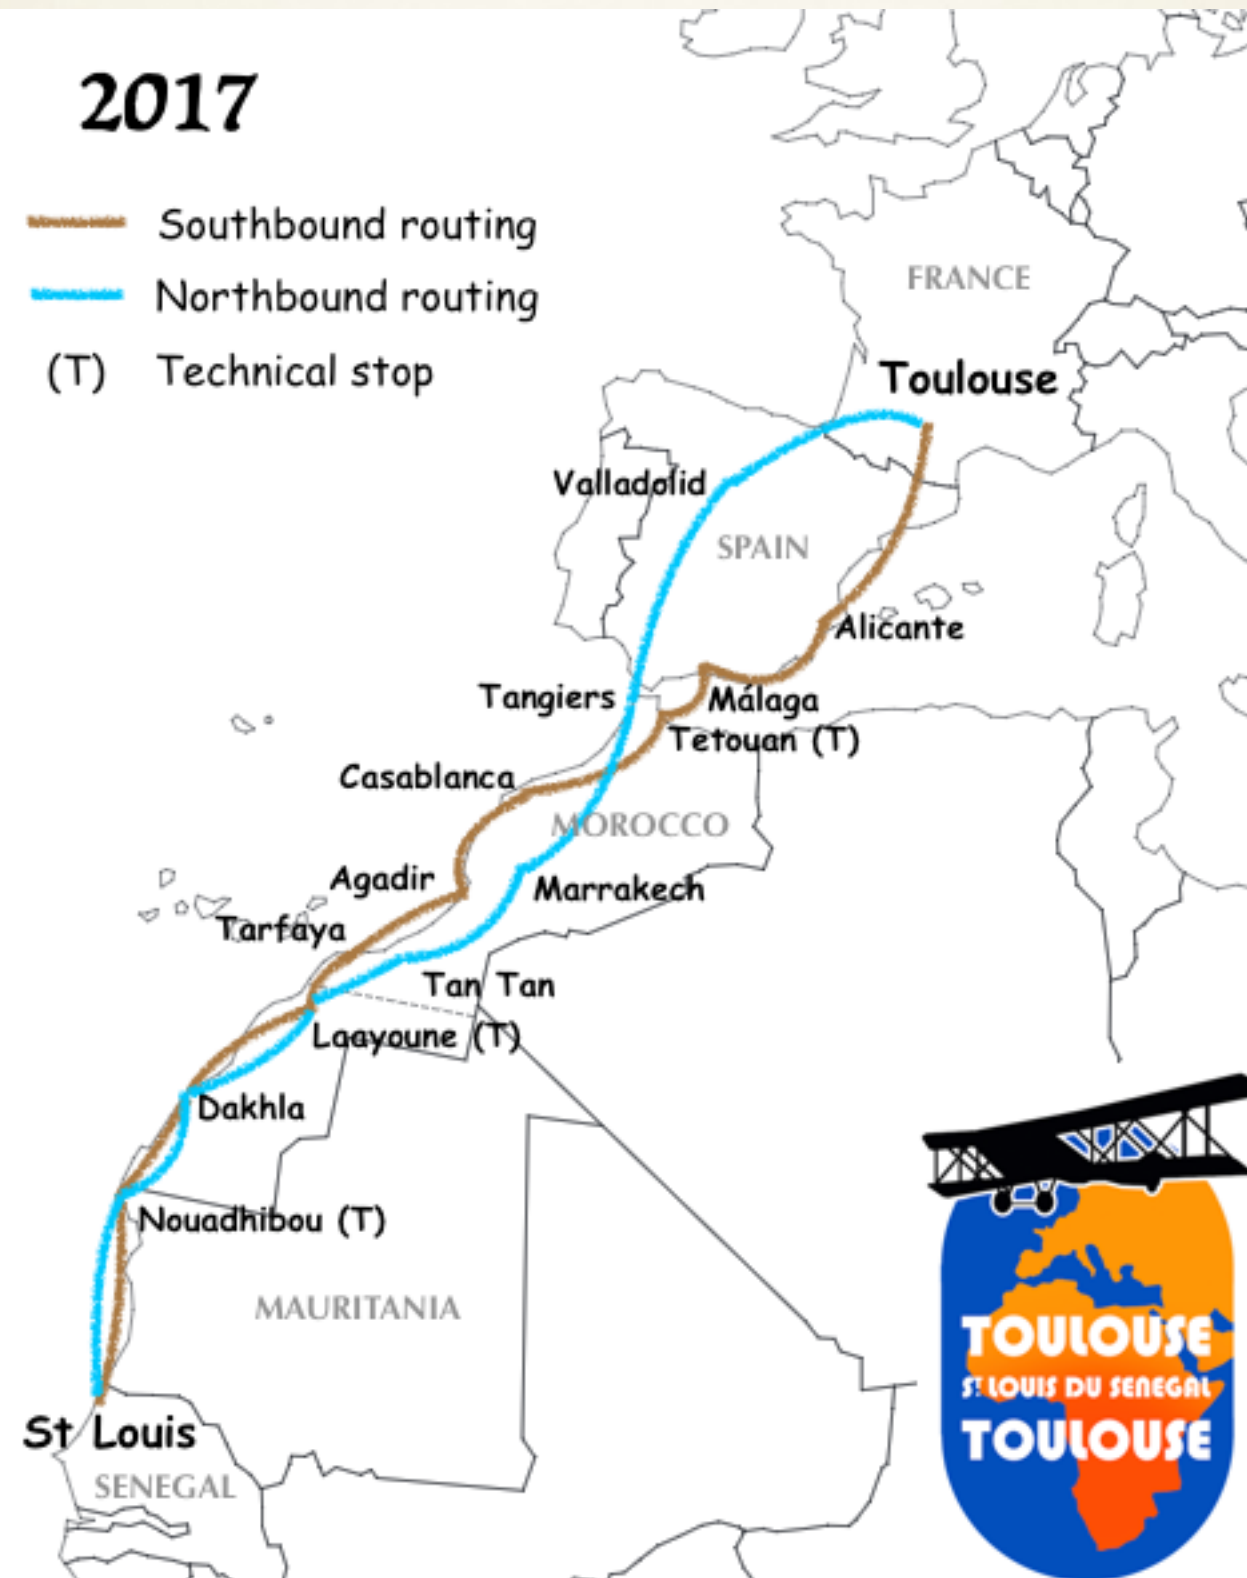 2017
Southbound routing
Northbound routing
(T) Technical stop
FRANCE
Toulouse
Valladolid
SPAIN
Alicante
Tangiers
Málaga
Tetouan (T)
Casablanca
MOROCCO
Agadir
Marrakech
Tarfaya
Tan Tan
Laayoune (T)
Dakhla
Nouadhibou (T)
MAURITANIA
St Louis
SENEGAL
TOULOUSE
ST LOUIS DU SENEGAL
TOULOUSE